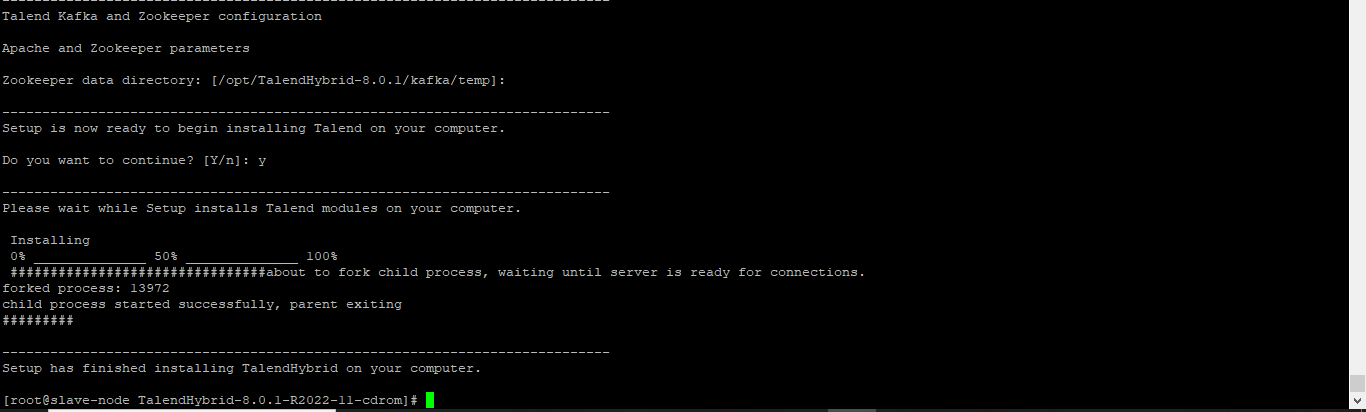 ----------------------------------------------------------------------------
Talend Kafka and Zookeeper configuration
Apache and Zookeeper parameters
Zookeeper data directory: [/opt/TalendHybrid-8.0.1/kafka/temp]:
----------------------------------------------------------------------------
Setup is now ready to begin installing Talend on your computer.
Do you want to continue? [Y/n]: y
----------------------------------------------------------------------------
Please wait while Setup installs Talend modules on your computer.
Installing
0% ______________ 50% ______________ 100%
################################about to fork child process, waiting until server is ready for connections.
forked process: 13972
child process started successfully, parent exiting
#########
----------------------------------------------------------------------------
Setup has finished installing TalendHybrid on your computer.
[root@slave-node TalendHybrid-8.0.1-R2022-11-cdrom]#